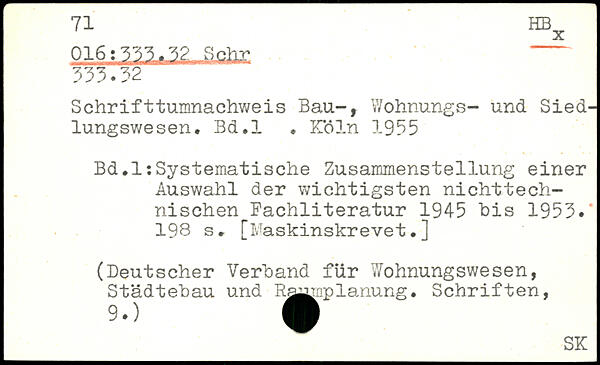 71 HBx
016:333.32 Schr
333.32
Schrifttumnachweis Bau-, Wohnungs- und Sied-
lungswesen. Bd.1 . Köln 1955
Bd.1:Systematische Zusammenstellung einer
Auswahl der wichtigsten nichttech-
nischen Fachliteratur 1945 bis 1953.
198 s. [Maskinskrevet.]
(Deutscher Verband für Wohnungswesen,
Städtebau und Raumplanung. Schriften,
9.)
SK